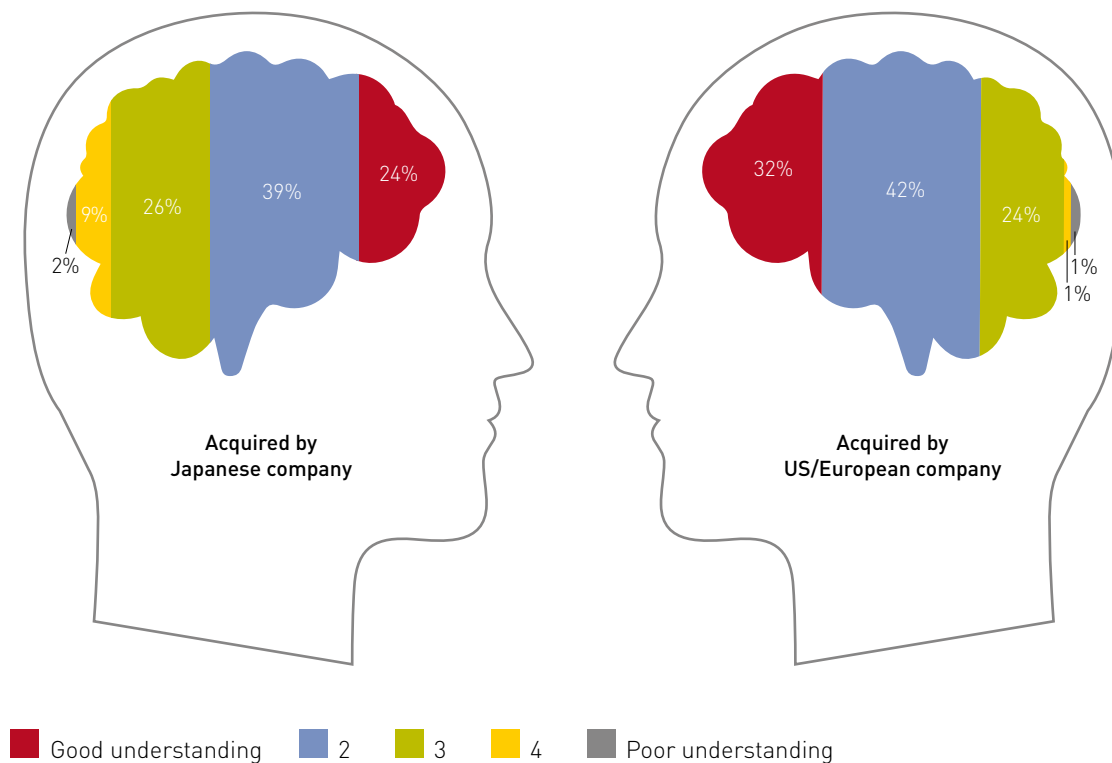 24%
39%
26%
9%
2%
Acquired by
Japanese company
32%
42%
24%
1%
1%
Acquired by
US/European company
Good understanding
2
3
4
Poor understanding